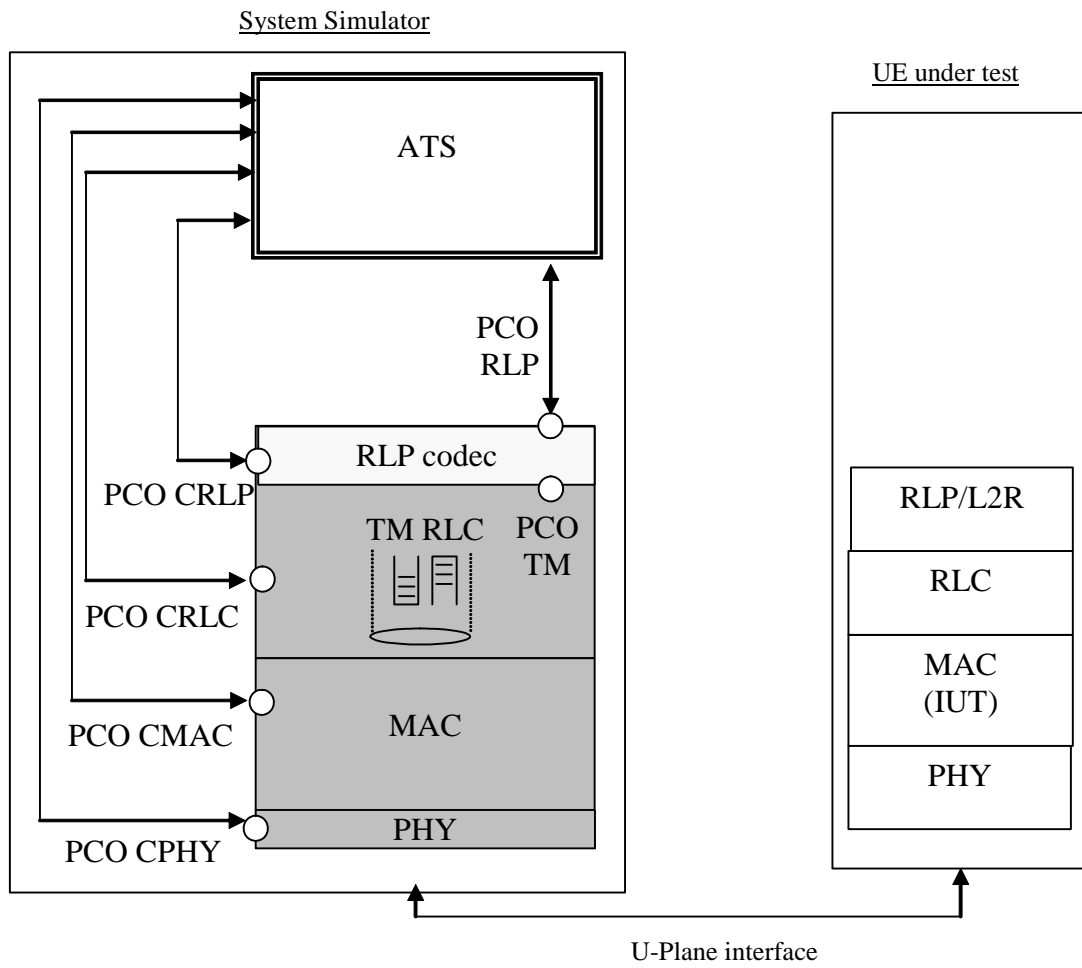 System Simulator
UE under test
ATS
PCO
RLP
RLP codec
PCO CRLP
TM RLC
PCO
TM
PCO CRLC
MAC
PCO CMAC
PHY
PCO CPHY
RLP/L2R
RLC
MAC
(IUT)
PHY
U-Plane interface